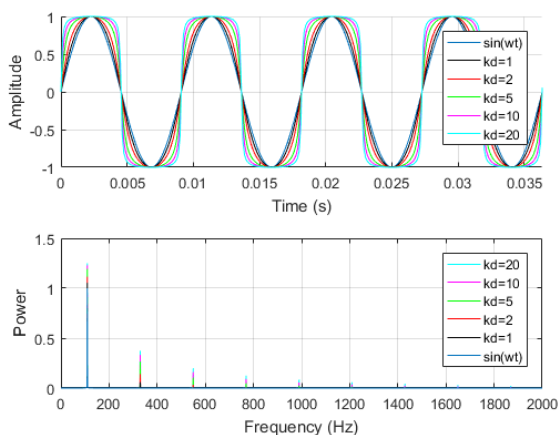 1
0.5
0
-0.5
-1
Amplitude
sin(wt)
kd=1
kd=2
kd=5
kd=10
kd=20
0 0.005 0.01 0.015 0.02 0.025 0.03 0.035
Time (s)
1.5
1
0.5
0
Power
kd=20
kd=10
kd=5
kd=2
kd=1
sin(wt)
0 200 400 600 800 1000 1200 1400 1600 1800 2000
Frequency (Hz)